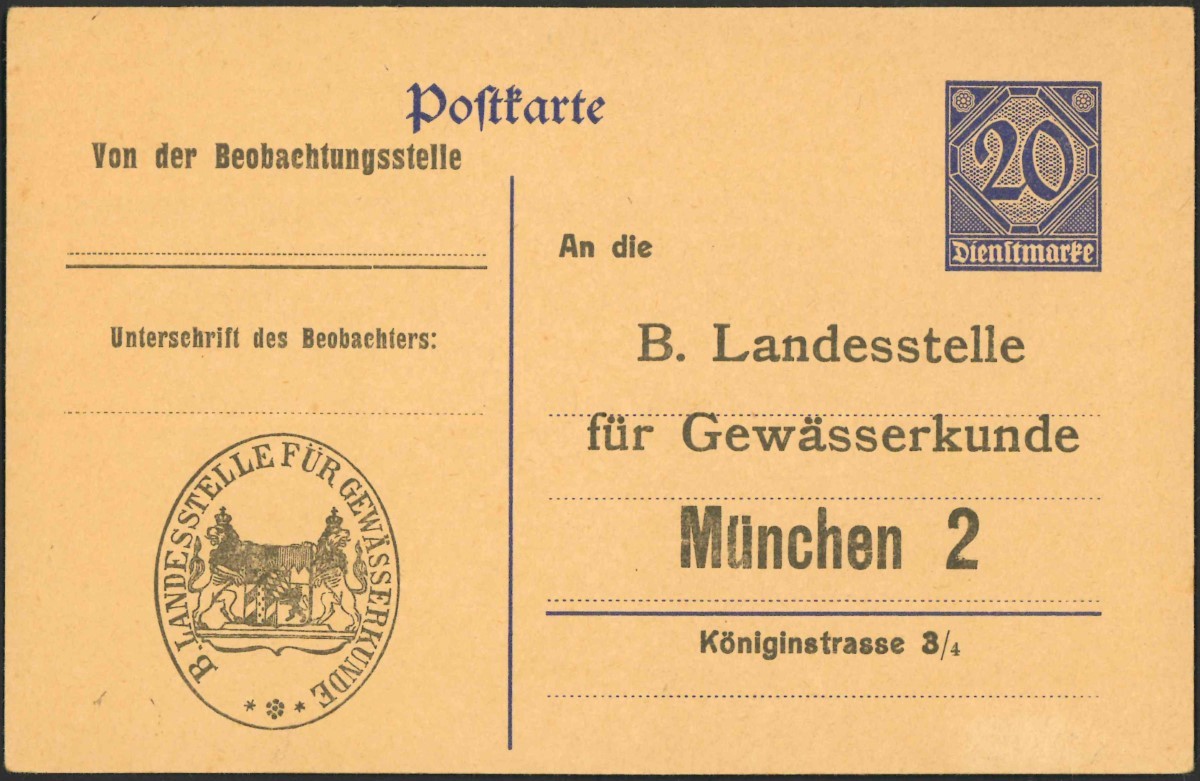 Postkarte
Von der Beobachtungsstelle
Unterschrift des Beobachters:
B. LANDESSTELLE FÜR GEWÄSSERKUNDE
20
Dienstmarke
An die
B. Landesstelle
für Gewässerkunde
München 2
Königinstrasse 3/4